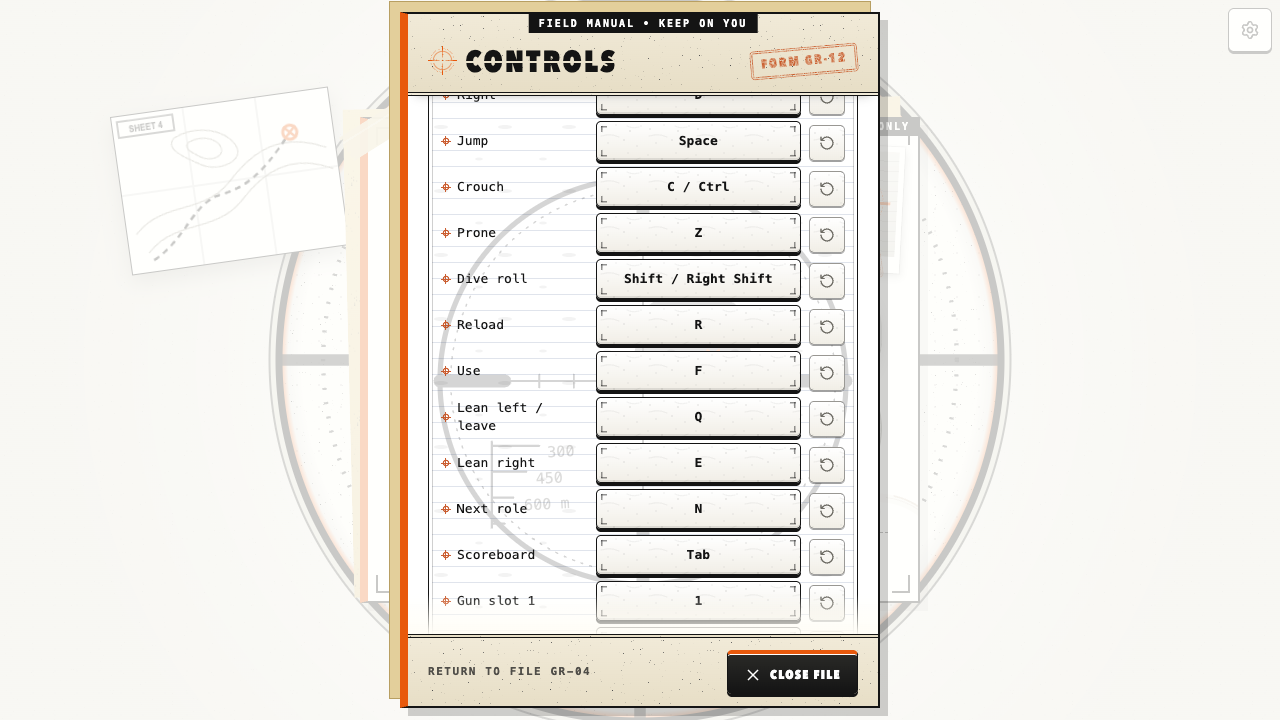 FIELD MANUAL • KEEP ON YOU
CONTROLS
FORM GR-12
SHEET 4
ONLY
Right D
Jump Space
Crouch C / Ctrl
Prone Z
Dive roll Shift / Right Shift
Reload R
Use F
Lean left /
leave Q
Lean right E
300
450
600 m
Next role N
Scoreboard Tab
Gun slot 1 1
RETURN TO FILE GR-04
CLOSE FILE